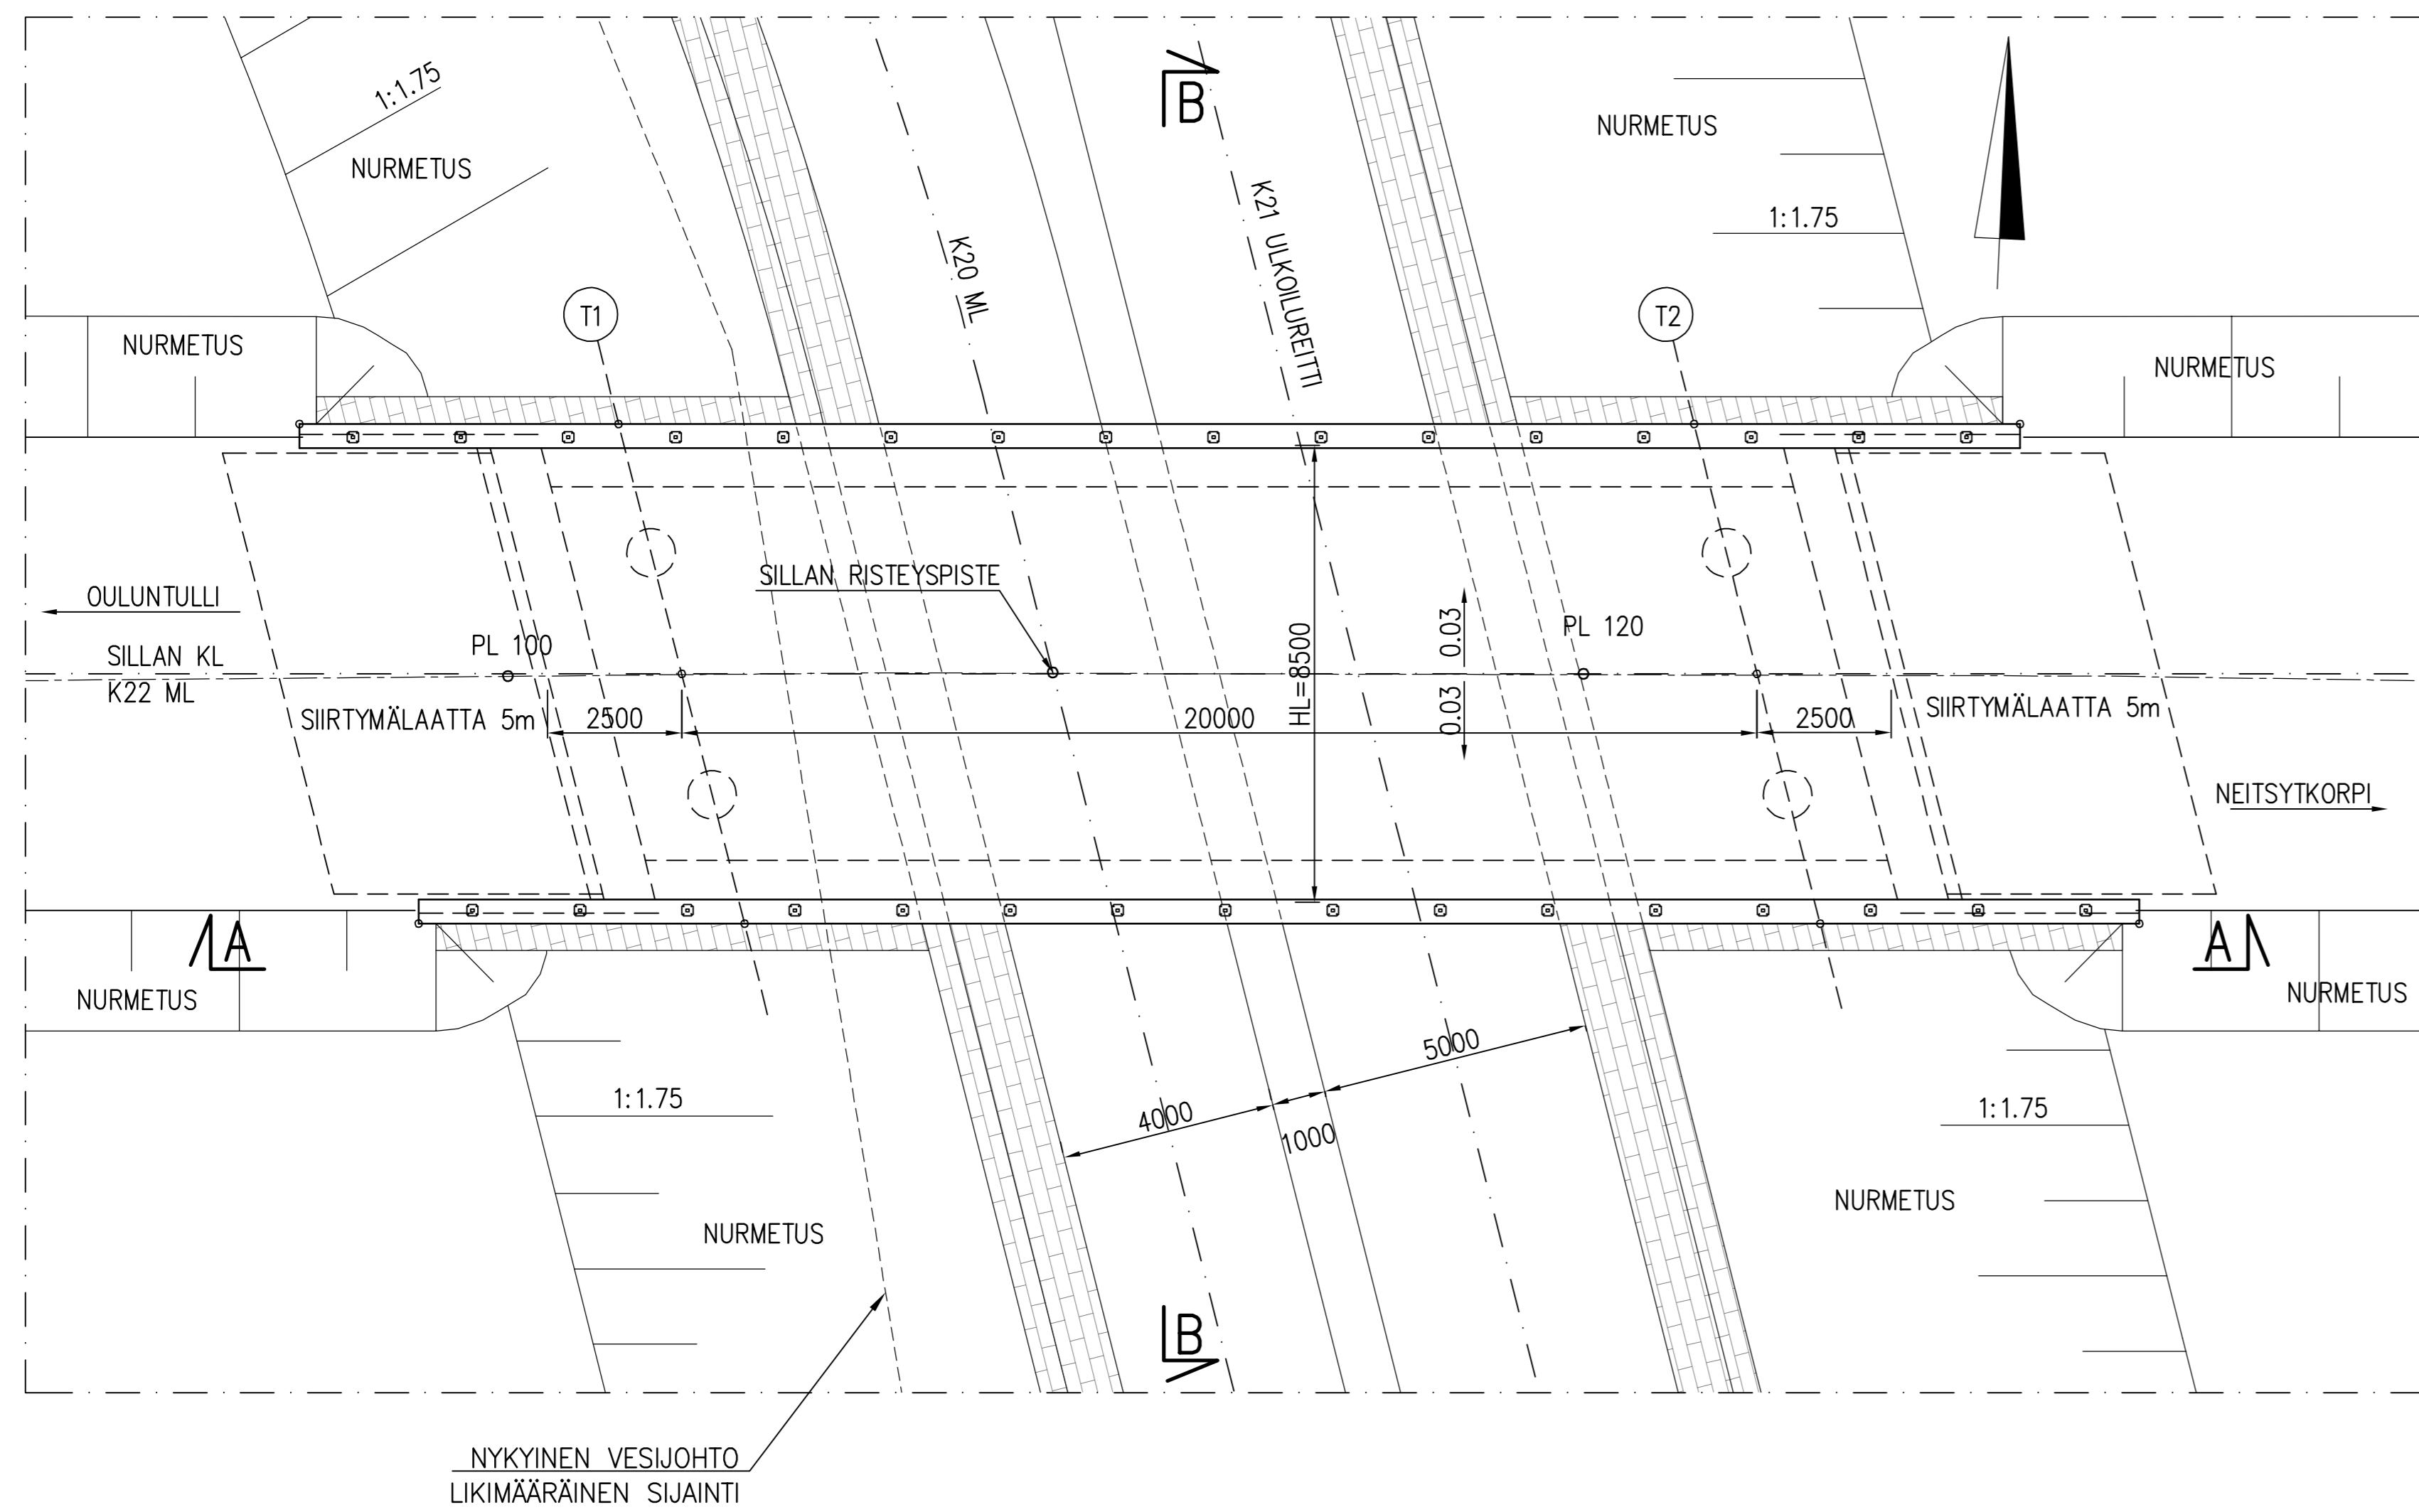 1:1.75
NURMETUS
B
NURMETUS
1:1.75
K20 ML
K21 ULKOILUREITTI
T1
T2
NURMETUS
NURMETUS
SILLAN RISTEYSPISTE
OULUNTULLI
SILLAN KL
K22 ML
PL 100
PL 120
HL=8500
0.03
0.03
SIIRTYMÄLAATTA 5m
2500
20000
2500
SIIRTYMÄLAATTA 5m
NEITSYTKORPI
A
A
NURMETUS
NURMETUS
1:1.75
5000
4000
1000
1:1.75
NURMETUS
NURMETUS
B
NYKYINEN VESIJOHTO
LIKIMÄÄRÄINEN SIJAINTI